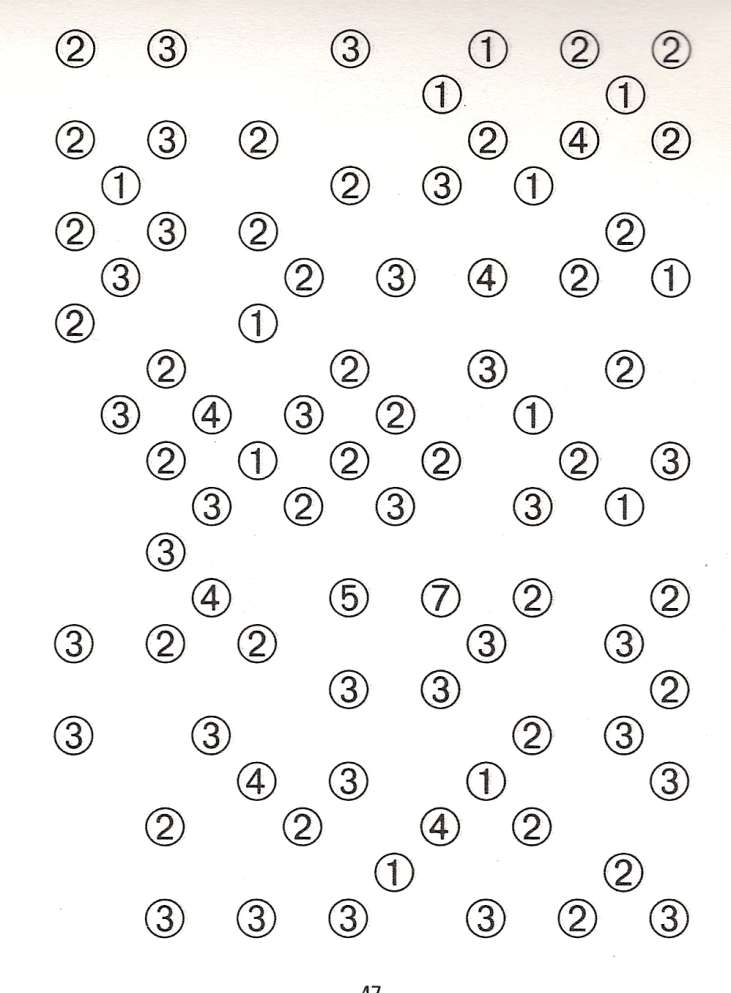 ② ③ ③ ① ② ②
① ①
② ③ ② ② ④ ②
① ② ③ ①
② ③ ② ②
③ ② ③ ④ ② ①
② ①
② ② ③ ②
③ ④ ③ ② ①
② ① ② ② ② ③
③ ② ③ ③ ①
③
④ ⑤ ⑦ ② ②
③ ② ② ③ ③
③ ③ ②
③ ③ ② ③
④ ③ ① ③
② ② ④ ②
① ②
③ ③ ③ ③ ② ③